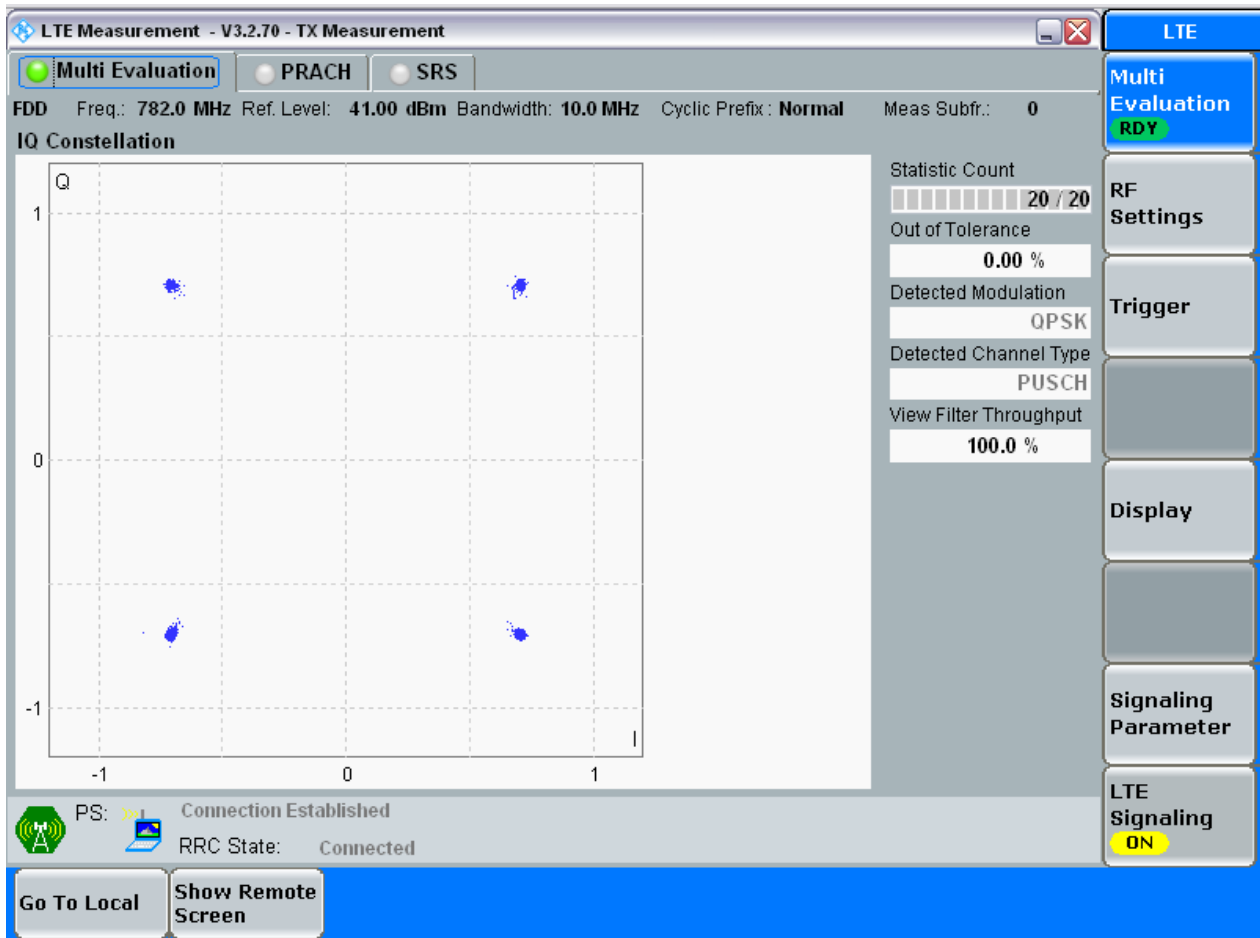 LTE Measurement - V3.2.70 - TX Measurement
LTE
Multi Evaluation
PRACH
SRS
FDD Freq.: 782.0 MHz Ref. Level: 41.00 dBm Bandwidth: 10.0 MHz Cyclic Prefix : Normal Meas Subfr.: 0
IQ Constellation
Q
1
0
-1
I
-1 0 1
Statistic Count
20 / 20
Out of Tolerance
0.00 %
Detected Modulation
QPSK
Detected Channel Type
PUSCH
View Filter Throughput
100.0 %
Multi
Evaluation
RDY
RF
Settings
Trigger
Display
Signaling
Parameter
LTE
Signaling
ON
PS: Connection Established
RRC State: Connected
Go To Local
Show Remote
Screen